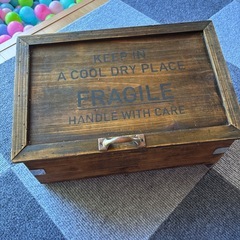 KEEP IN
A COOL DRY PLACE
FRAGILE
HANDLE WITH CARE